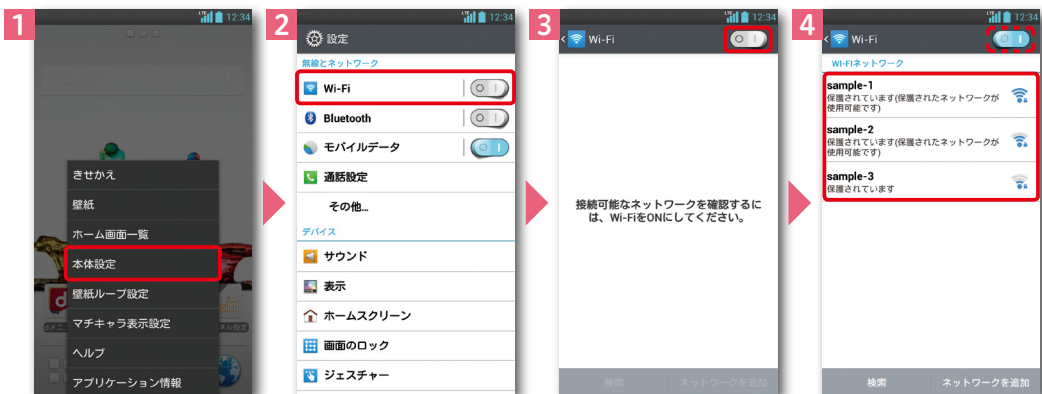 1
LTE 12:34
きせかえ
壁紙
ホーム画面一覧
本体設定
壁紙ループ設定
マチキャラ表示設定
ヘルプ
アプリケーション情報
2
LTE 12:34
設定
無線とネットワーク
Wi-Fi
Bluetooth
モバイルデータ
通話設定
その他...
デバイス
サウンド
表示
ホームスクリーン
画面のロック
ジェスチャー
3
LTE 12:34
Wi-Fi
接続可能なネットワークを確認するに
は、Wi-FiをONにしてください。
検索 ネットワークを追加
4
LTE 12:34
Wi-Fi
WI-FIネットワーク
sample-1
保護されています(保護されたネットワークが
使用可能です)
sample-2
保護されています(保護されたネットワークが
使用可能です)
sample-3
保護されています
検索 ネットワークを追加